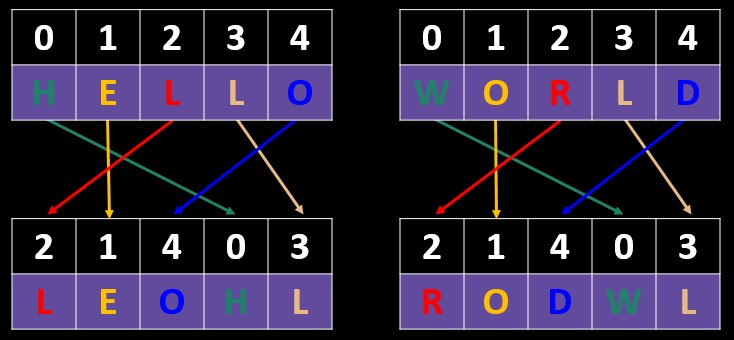 0 1 2 3 4
H E L L O
2 1 4 0 3
L E O H L
0 1 2 3 4
W O R L D
2 1 4 0 3
R O D W L